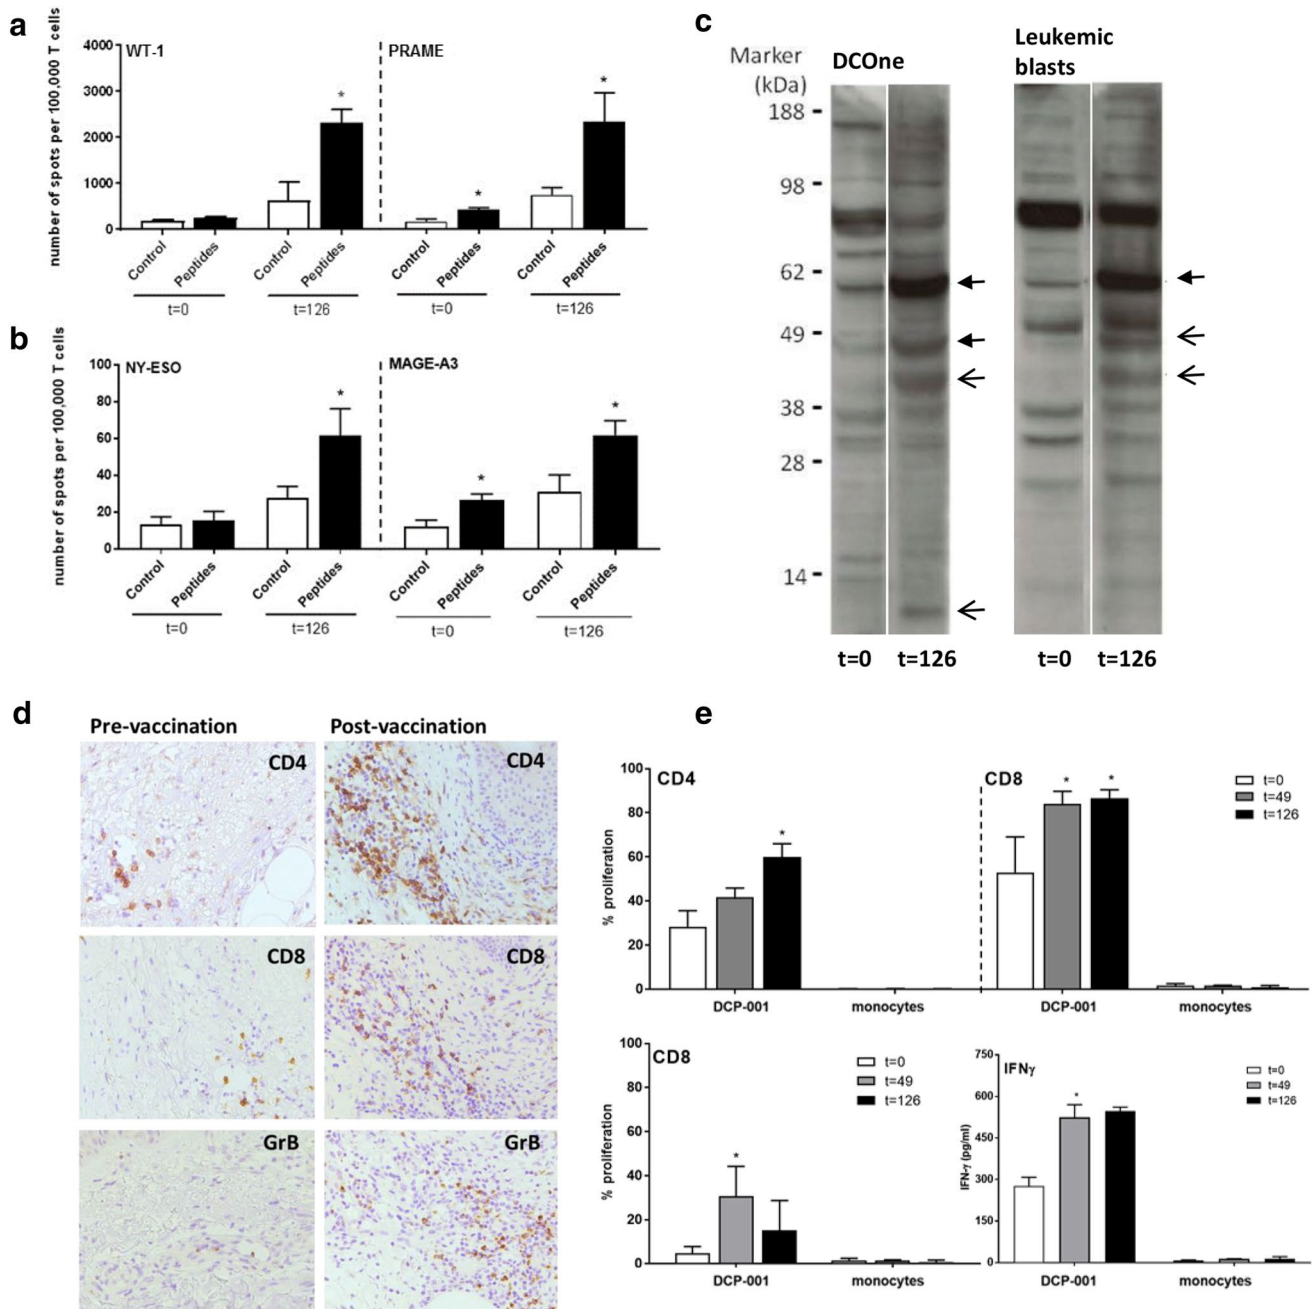 a
number of spots per 100,000 T cells
WT-1
PRAME
4000
3000
2000
1000
0
*
*
*
Control
Peptides
Control
Peptides
Control
Peptides
Control
Peptides
t=0
t=126
t=0
t=126
b
number of spots per 100,000 T cells
NY-ESO
MAGE-A3
100
80
60
40
20
0
*
*
*
Control
Peptides
Control
Peptides
Control
Peptides
Control
Peptides
t=0
t=126
t=0
t=126
c
Marker
(kDa)
DCOne
Leukemic
blasts
188
98
62
49
38
28
14
t=0
t=126
t=0
t=126
d
Pre-vaccination
Post-vaccination
CD4
CD4
CD8
CD8
GrB
GrB
e
% proliferation
100
80
60
40
20
0
CD4
*
DCP-001
monocytes
CD8
*
*
t=0
t=49
t=126
DCP-001
monocytes
% proliferation
100
80
60
40
20
0
CD8
*
t=0
t=49
t=126
DCP-001
monocytes
IFN-γ (pg/ml)
750
600
450
300
150
0
IFNγ
*
t=0
t=49
t=126
DCP-001
monocytes